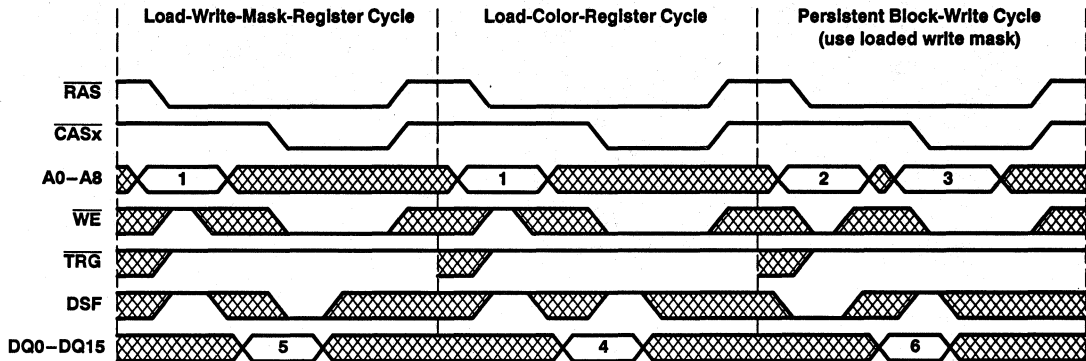 Load-Write-Mask-Register Cycle
Load-Color-Register Cycle
Persistent Block-Write Cycle
(use loaded write mask)
RAS
CASx
A0–A8
1
1
2
3
WE
TRG
DSF
DQ0–DQ15
5
4
6